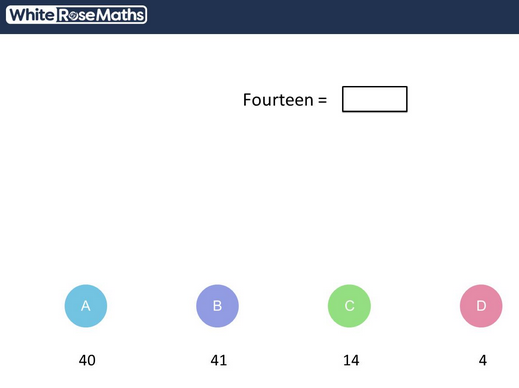 White Rose Maths
Fourteen =
A B C D
40 41 14 4